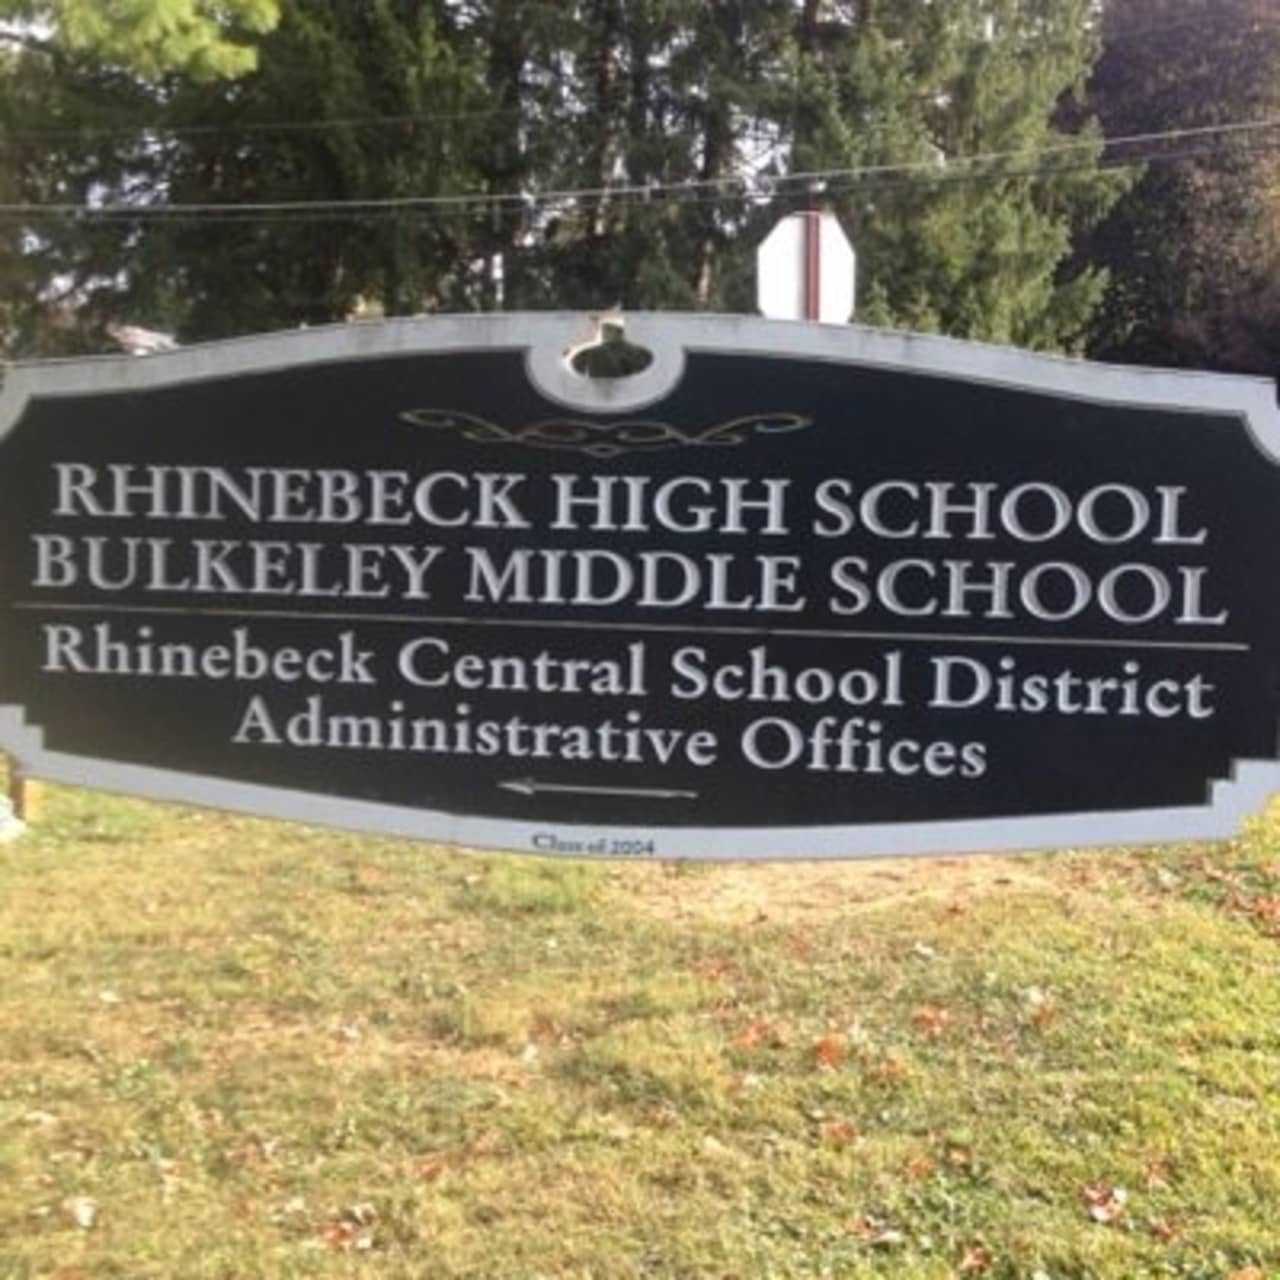 RHINEBECK HIGH SCHOOL
BULKELEY MIDDLE SCHOOL
Rhinebeck Central School District
Administrative Offices
Class of 2004